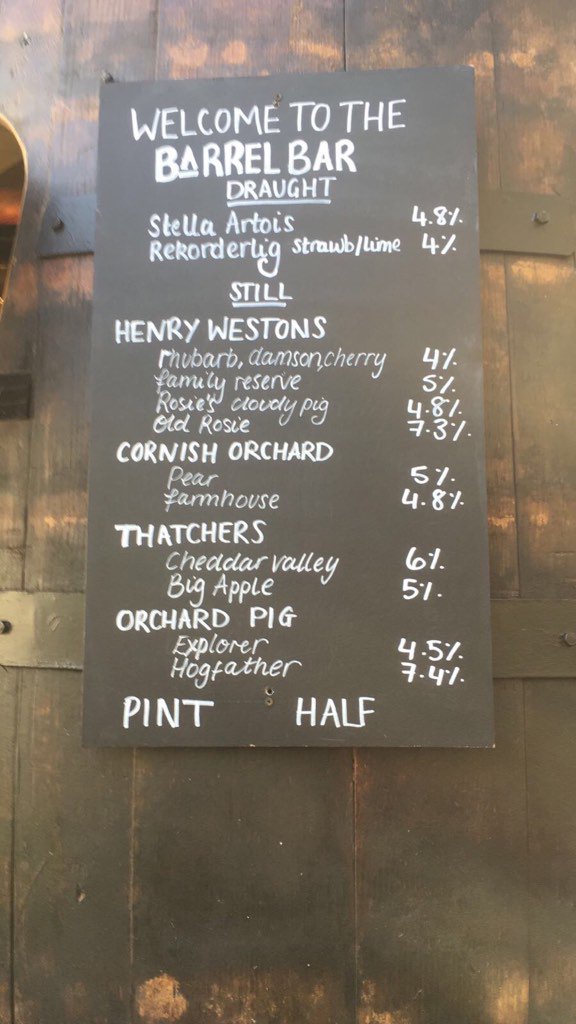 WELCOME TO THE
BARREL BAR
DRAUGHT
Stella Artois 4.8%
Rekorderlig strawb/lime 4%
STILL
HENRY WESTONS
rhubarb, damson, cherry 4%
family reserve 5%
Rosie's cloudy pig 4.8%
Old Rosie 7.3%
CORNISH ORCHARD
Pear 5%
farmhouse 4.8%
THATCHERS
Cheddar valley 6%
Big Apple 5%
ORCHARD PIG
Explorer 4.5%
Hogfather 7.4%
PINT HALF